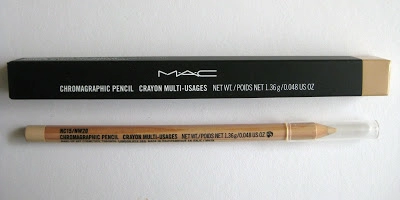 MAC
CHROMAGRAPHIC PENCIL CRAYON MULTI-USAGES NET WT./POIDS NET 1.36 g/0.048 US OZ
NC15/NW20
CHROMAGRAPHIC PENCIL CRAYON MULTI-USAGES NET WT./POIDS NET 1.36g/0.048 US OZ